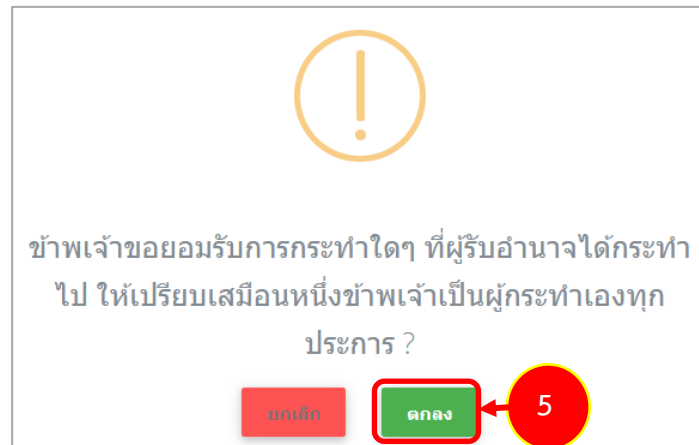 ข้าพเจ้าขอยอมรับการกระทำใดๆ ที่ผู้รับอำนาจได้กระทำ
ไป ให้เปรียบเสมือนหนึ่งข้าพเจ้าเป็นผู้กระทำเองทุก
ประการ ?
ยกเลิก ตกลง 5